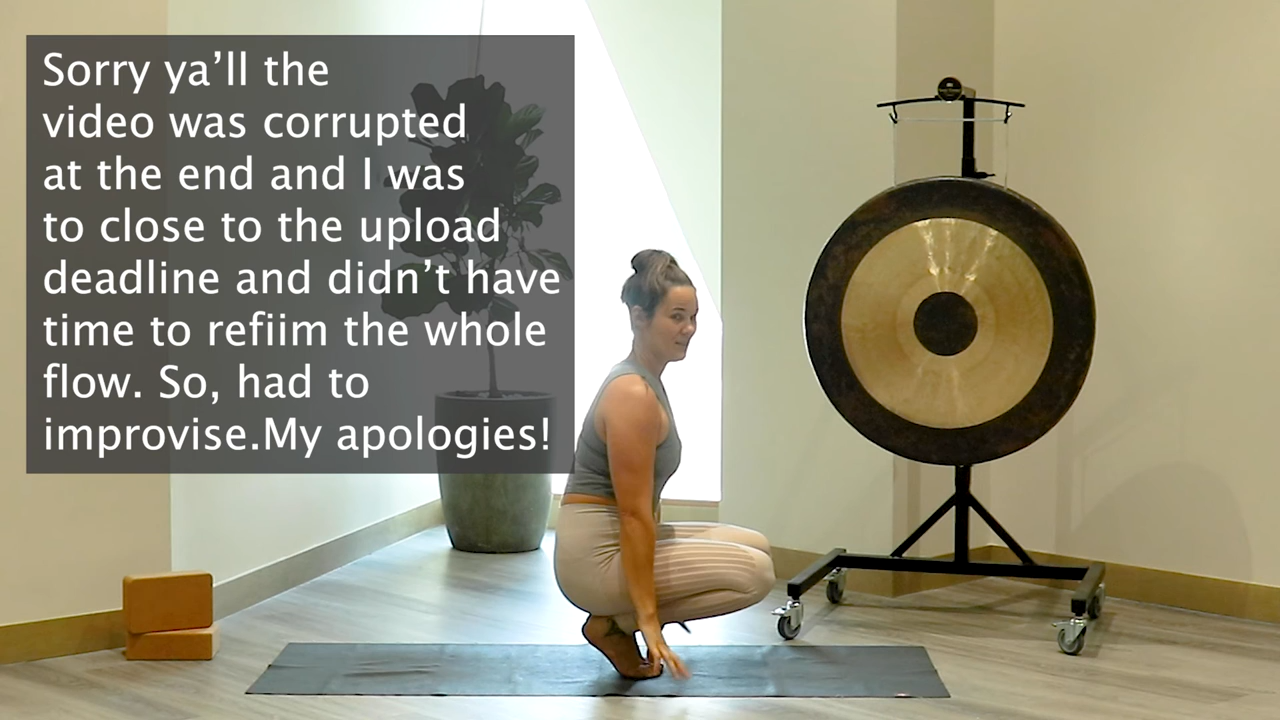 Sorry ya’ll the
video was corrupted
at the end and I was
to close to the upload
deadline and didn’t have
time to refiim the whole
flow. So, had to
improvise.My apologies!